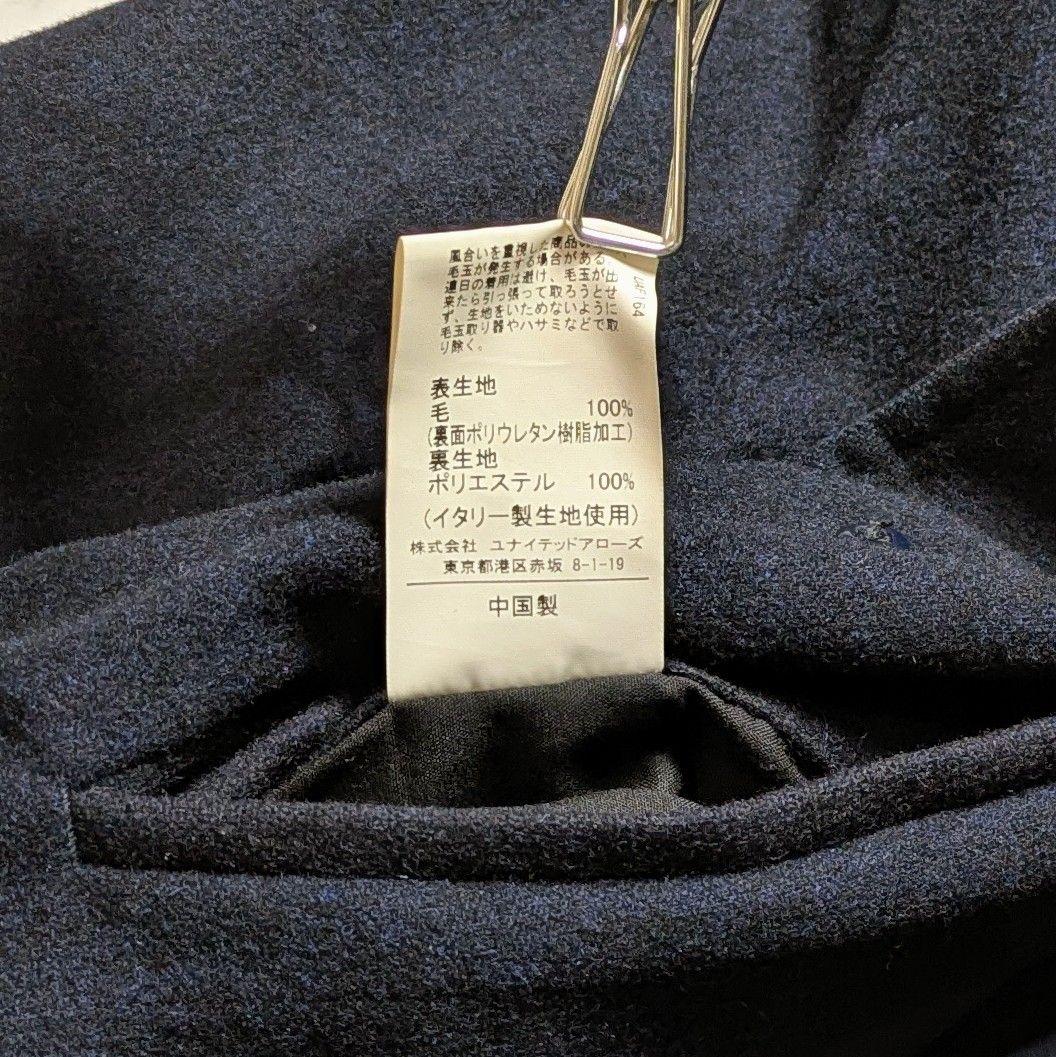 風合いを重視した商品の
毛玉が発生する場合がある
連日の着用は避け、毛玉が出
来たら引っ張って取ろうとせ
ず、生地をいためないように
毛玉取り器やハサミなどで取
り除く。
表生地
毛 100%
(裏面ポリウレタン樹脂加工)
裏生地
ポリエステル 100%
(イタリー製生地使用)
株式会社 ユナイテッドアローズ
東京都港区赤坂 8-1-19
中国製